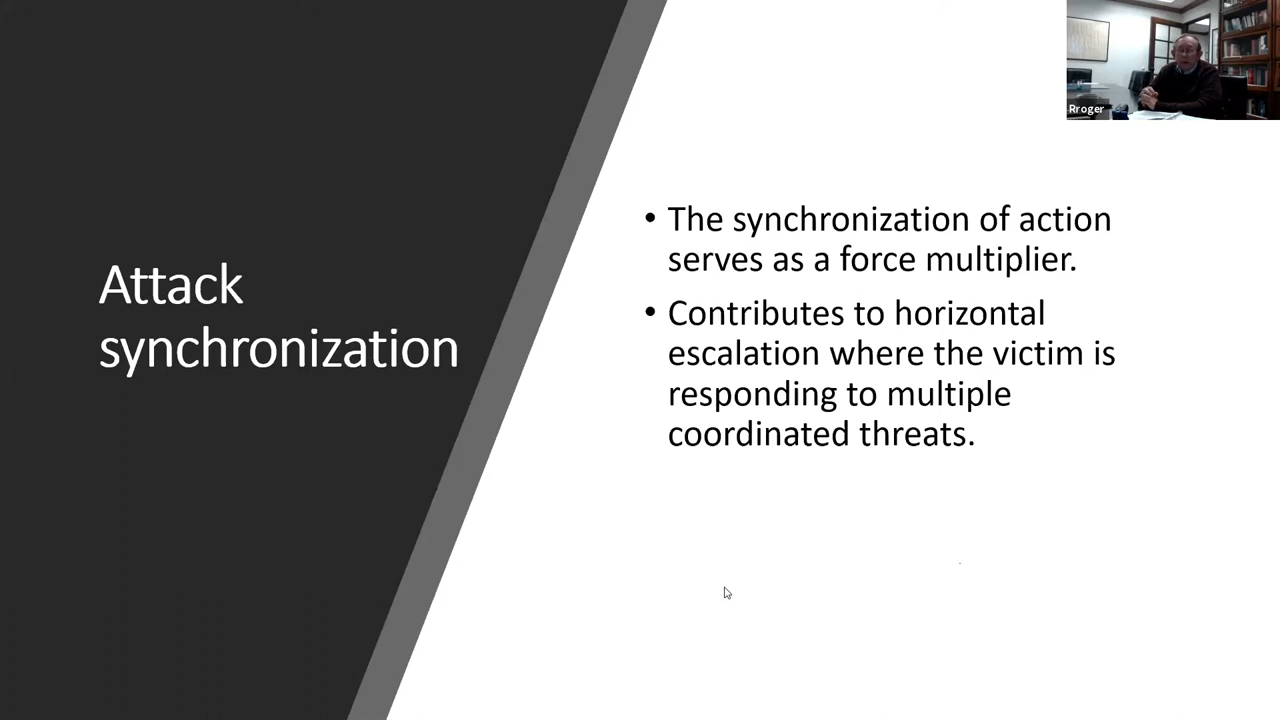 Attack
synchronization
• The synchronization of action
serves as a force multiplier.
• Contributes to horizontal
escalation where the victim is
responding to multiple
coordinated threats.
Rroger